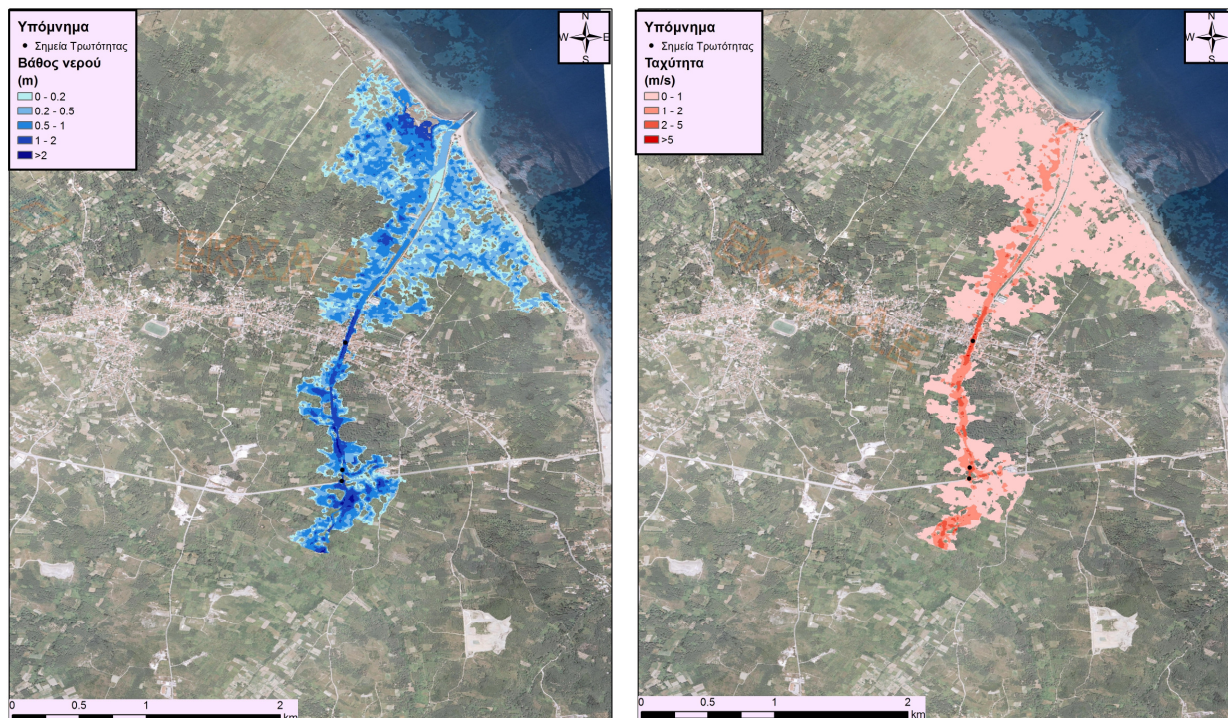 Υπόμνημα
Σημεία Τρωτότητας
Βάθος νερού
(m)
0 - 0.2
0.2 - 0.5
0.5 - 1
1 - 2
>2
N
W E
S
0 0.5 1 2
km
Υπόμνημα
Σημεία Τρωτότητας
Ταχύτητα
(m/s)
0 - 1
1 - 2
2 - 5
>5
N
W E
S
0 0.5 1 2
km